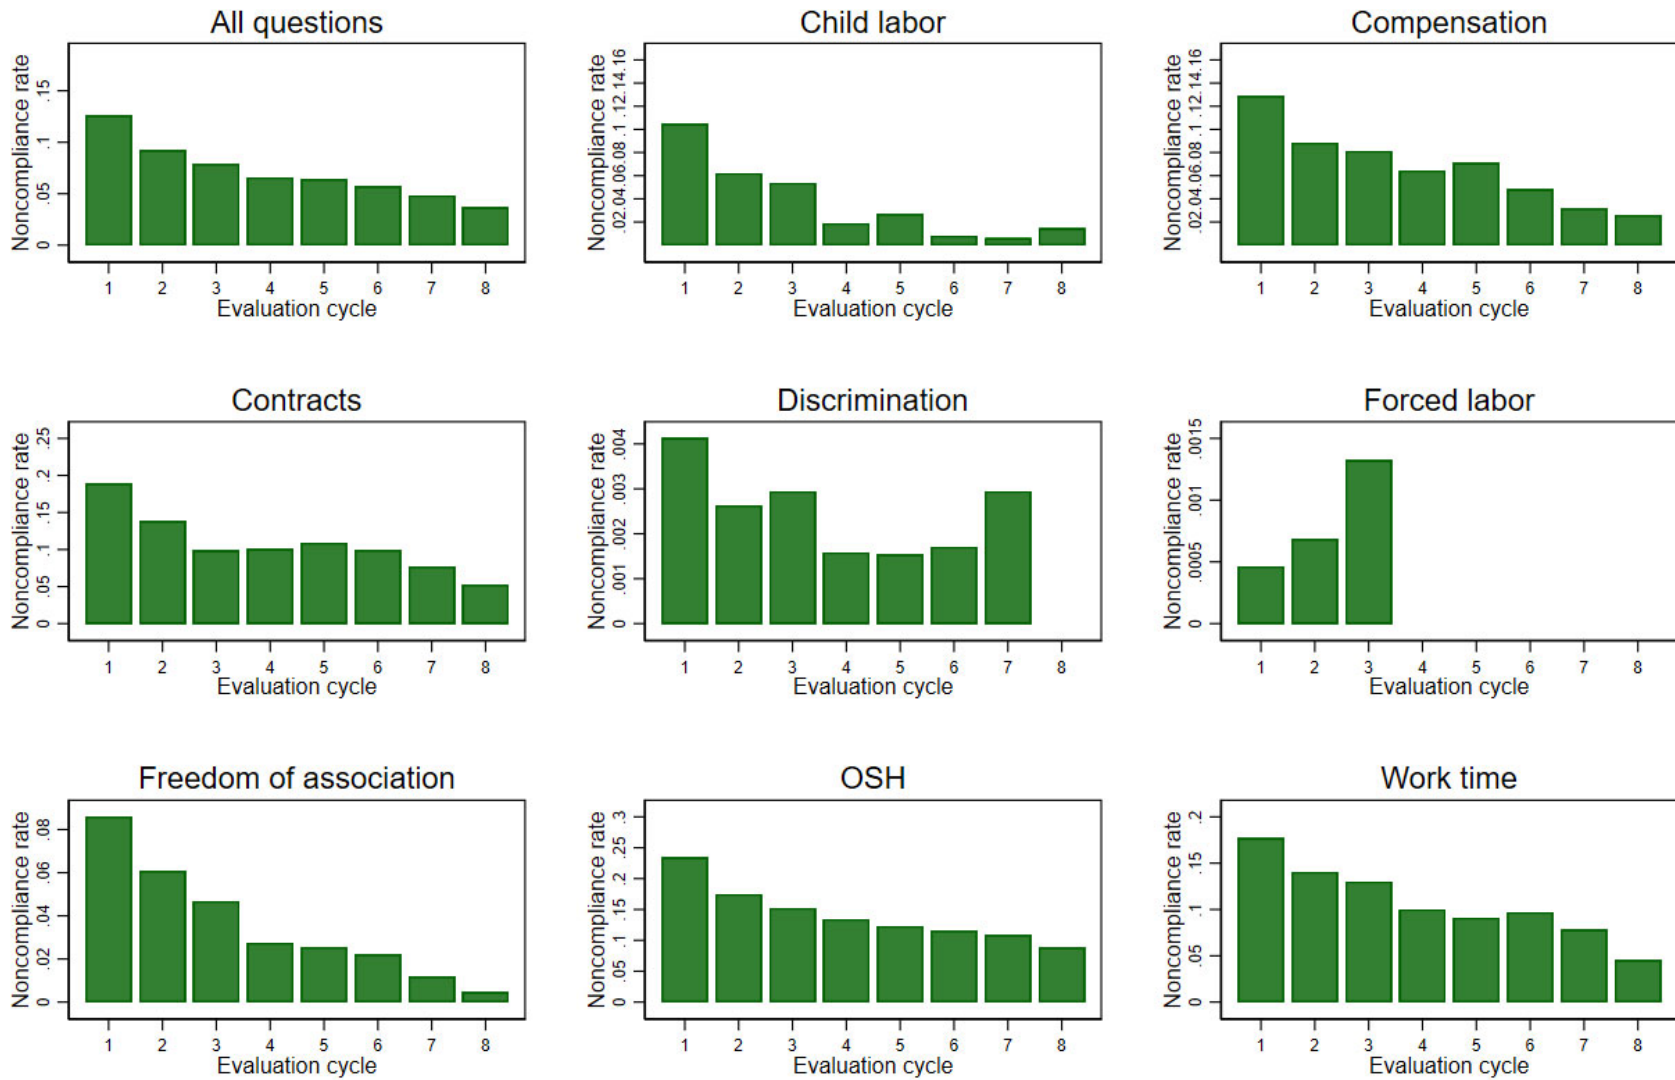 All questions
Noncompliance rate
0 .05 .1 .15
1 2 3 4 5 6 7 8
Evaluation cycle
Child labor
Noncompliance rate
.02 .04 .06 .08 .1 .12 .14 .16
1 2 3 4 5 6 7 8
Evaluation cycle
Compensation
Noncompliance rate
.02 .04 .06 .08 .1 .12 .14 .16
1 2 3 4 5 6 7 8
Evaluation cycle
Contracts
Noncompliance rate
0 .05 .1 .15 .2 .25
1 2 3 4 5 6 7 8
Evaluation cycle
Discrimination
Noncompliance rate
0 .001 .002 .003 .004
1 2 3 4 5 6 7 8
Evaluation cycle
Forced labor
Noncompliance rate
0 .0005 .001 .0015
1 2 3 4 5 6 7 8
Evaluation cycle
Freedom of association
Noncompliance rate
0 .02 .04 .06 .08
1 2 3 4 5 6 7 8
Evaluation cycle
OSH
Noncompliance rate
0 .05 .1 .15 .2 .25 .3
1 2 3 4 5 6 7 8
Evaluation cycle
Work time
Noncompliance rate
0 .05 .1 .15 .2
1 2 3 4 5 6 7 8
Evaluation cycle